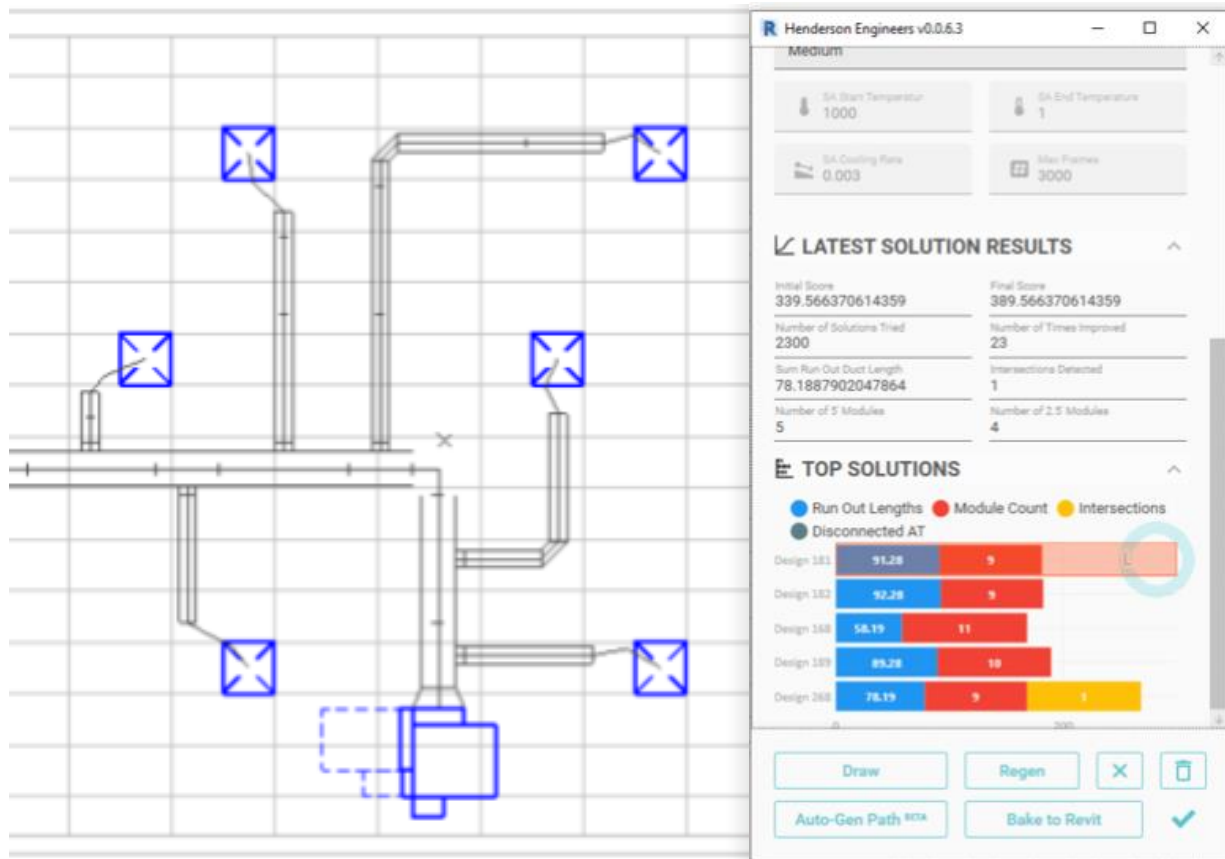 Henderson Engineers v0.0.6.3
Medium
SA Start Temperatur
1000
SA End Temperature
1
SA Cooling Rate
0.003
Max Frames
3000
LATEST SOLUTION RESULTS
Initial Score
339.566370614359
Final Score
389.566370614359
Number of Solutions Tried
2300
Number of Times Improved
23
Sum Run Out Duct Length
78.1887902047864
Intersections Detected
1
Number of 5' Modules
5
Number of 2.5' Modules
4
TOP SOLUTIONS
Run Out Lengths Module Count Intersections
Disconnected AT
Design 181 91.28 9
Design 182 92.28 9
Design 168 58.19 11
Design 189 89.28 10
Design 268 78.19 9 1
0 200
Draw Regen
Auto-Gen Path BETA Bake to Revit